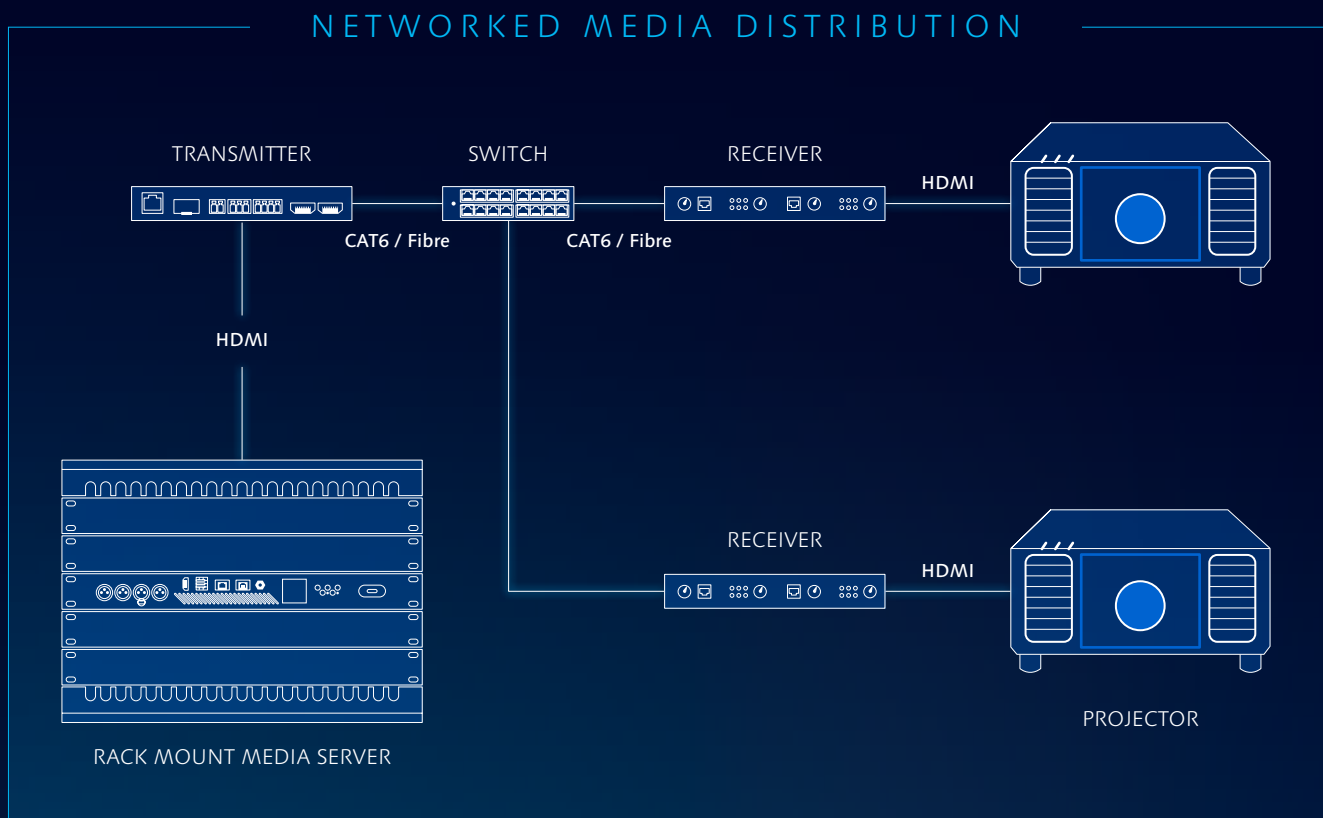 NETWORKED MEDIA DISTRIBUTION
TRANSMITTER
SWITCH
RECEIVER
HDMI
CAT6 / Fibre
CAT6 / Fibre
HDMI
RECEIVER
HDMI
PROJECTOR
RACK MOUNT MEDIA SERVER